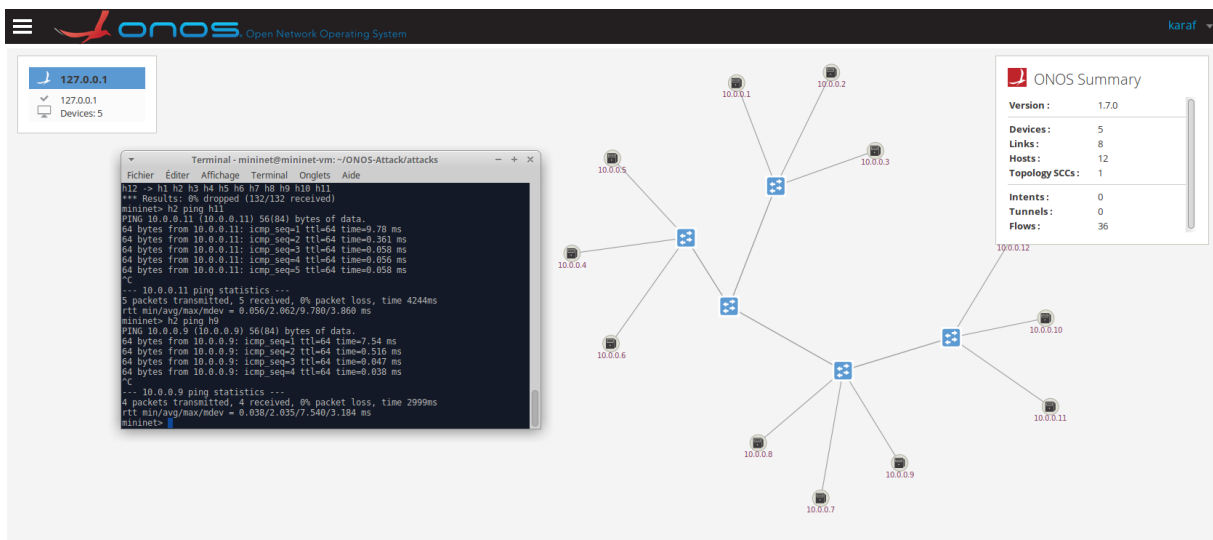 onos. Open Network Operating System
karaf
127.0.0.1
127.0.0.1
Devices: 5
Terminal - mininet@mininet-vm: ~/ONOS-Attack/attacks
Fichier Éditer Affichage Terminal Onglets Aide
h12 -> h1 h2 h3 h4 h5 h6 h7 h8 h9 h10 h11
*** Results: 0% dropped (132/132 received)
mininet> h2 ping h11
PING 10.0.0.11 (10.0.0.11) 56(84) bytes of data.
64 bytes from 10.0.0.11: icmp_seq=1 ttl=64 time=9.78 ms
64 bytes from 10.0.0.11: icmp_seq=2 ttl=64 time=0.361 ms
64 bytes from 10.0.0.11: icmp_seq=3 ttl=64 time=0.058 ms
64 bytes from 10.0.0.11: icmp_seq=4 ttl=64 time=0.056 ms
64 bytes from 10.0.0.11: icmp_seq=5 ttl=64 time=0.058 ms
^C
--- 10.0.0.11 ping statistics ---
5 packets transmitted, 5 received, 0% packet loss, time 4244ms
rtt min/avg/max/mdev = 0.056/2.062/9.780/3.860 ms
mininet> h2 ping h9
PING 10.0.0.9 (10.0.0.9) 56(84) bytes of data.
64 bytes from 10.0.0.9: icmp_seq=1 ttl=64 time=7.54 ms
64 bytes from 10.0.0.9: icmp_seq=2 ttl=64 time=0.516 ms
64 bytes from 10.0.0.9: icmp_seq=3 ttl=64 time=0.047 ms
64 bytes from 10.0.0.9: icmp_seq=4 ttl=64 time=0.038 ms
^C
--- 10.0.0.9 ping statistics ---
4 packets transmitted, 4 received, 0% packet loss, time 2999ms
rtt min/avg/max/mdev = 0.038/2.035/7.540/3.184 ms
mininet>
10.0.0.1
10.0.0.2
10.0.0.3
10.0.0.5
10.0.0.4
10.0.0.6
10.0.0.12
10.0.0.10
10.0.0.11
10.0.0.8
10.0.0.9
10.0.0.7
ONOS Summary
Version : 1.7.0
Devices : 5
Links : 8
Hosts : 12
Topology SCCs : 1
Intents : 0
Tunnels : 0
Flows : 36